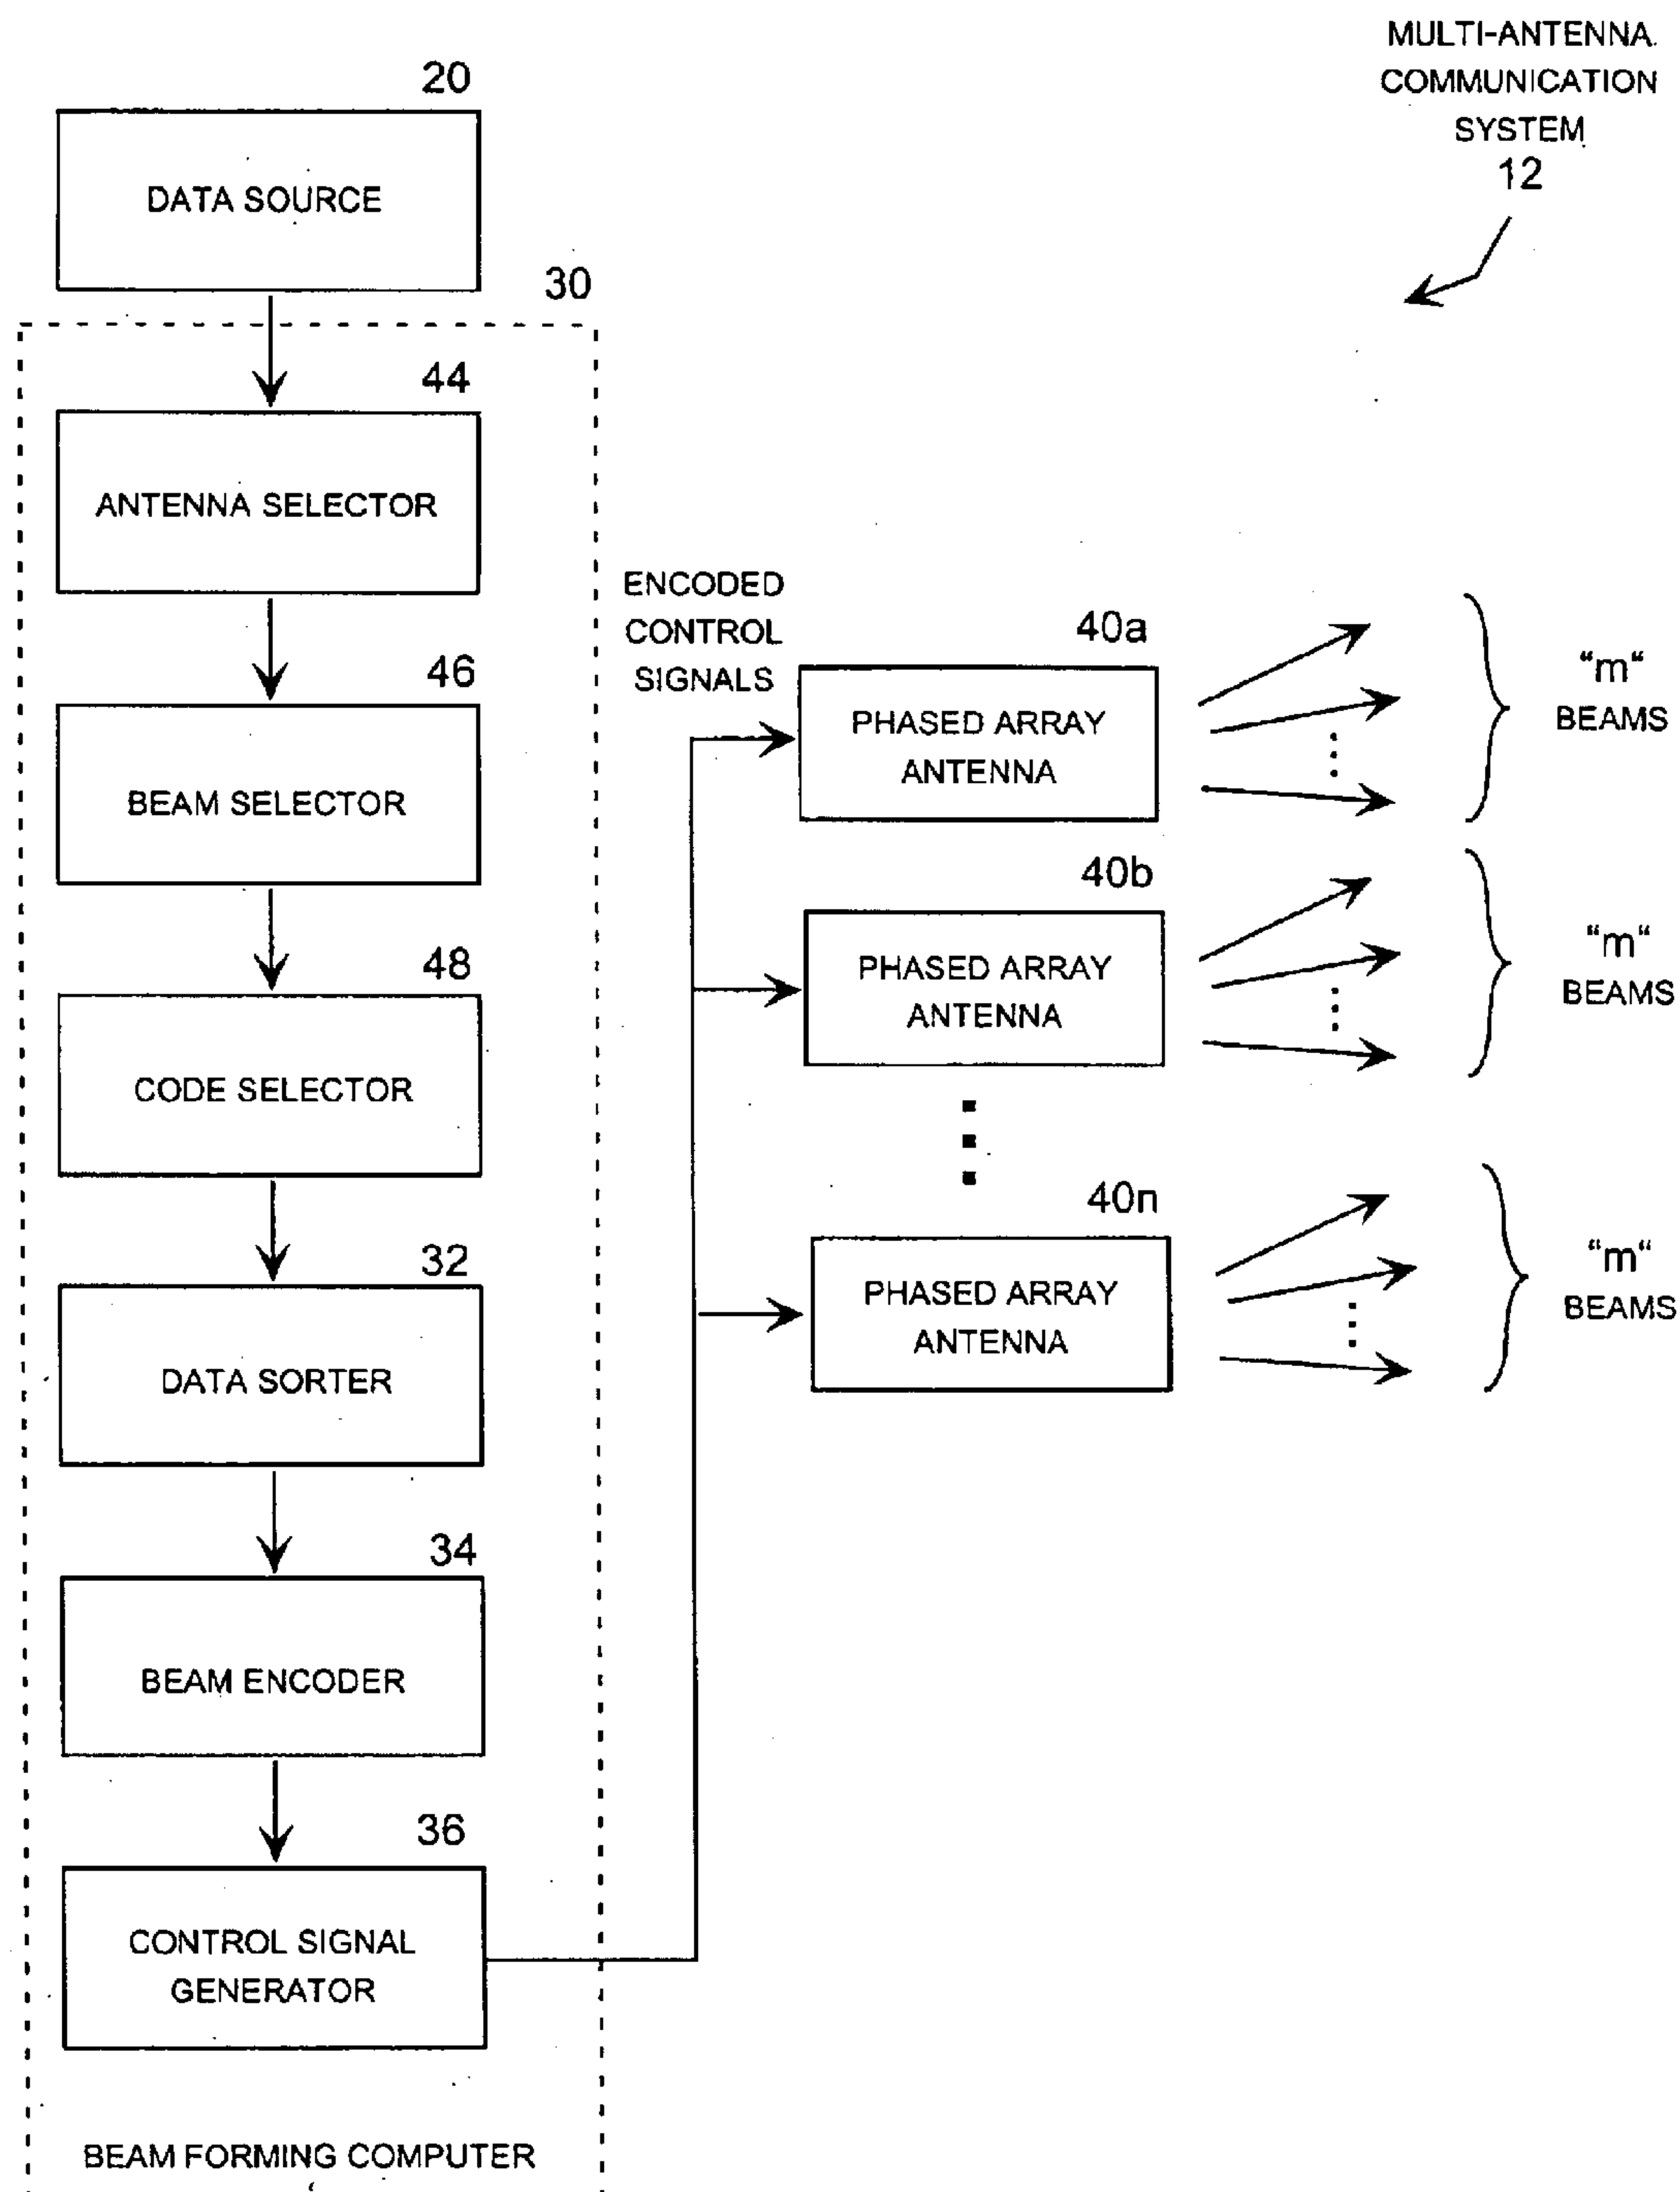 MULTI-ANTENNA
COMMUNICATION
SYSTEM
12
20
DATA SOURCE
30
44
ANTENNA SELECTOR
46
BEAM SELECTOR
48
CODE SELECTOR
32
DATA SORTER
34
BEAM ENCODER
36
CONTROL SIGNAL
GENERATOR
BEAM FORMING COMPUTER
ENCODED
CONTROL
SIGNALS
40a
PHASED ARRAY
ANTENNA
“m“
BEAMS
40b
PHASED ARRAY
ANTENNA
“m“
BEAMS
40n
PHASED ARRAY
ANTENNA
“m“
BEAMS